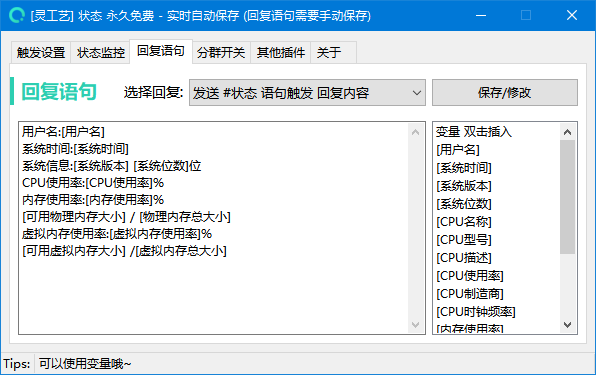 [灵工艺] 状态 永久免费 - 实时自动保存 (回复语句需要手动保存)
触发设置 状态监控 回复语句 分群开关 其他插件 关于
回复语句 选择回复: 发送 #状态 语句触发 回复内容 保存/修改
用户名:[用户名]
系统时间:[系统时间]
系统信息:[系统版本] [系统位数]位
CPU使用率:[CPU使用率]%
内存使用率:[内存使用率]%
[可用物理内存大小] / [物理内存总大小]
虚拟内存使用率:[虚拟内存使用率]%
[可用虚拟内存大小] /[虚拟内存总大小]
变量 双击插入
[用户名]
[系统时间]
[系统版本]
[系统位数]
[CPU名称]
[CPU型号]
[CPU描述]
[CPU使用率]
[CPU制造商]
[CPU时钟频率]
[内存使用率]
Tips: 可以使用变量哦~